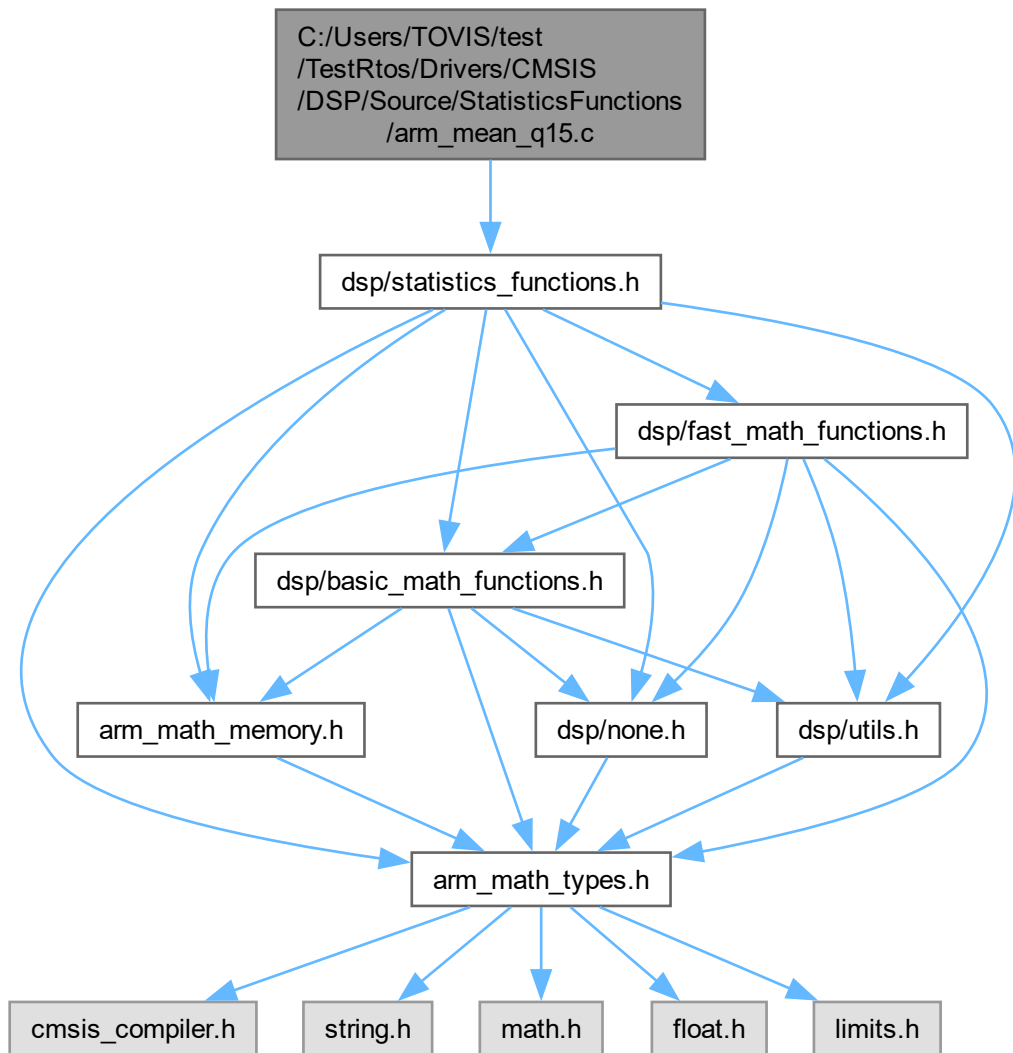 C:/Users/TOVIS/test
/TestRtos/Drivers/CMSIS
/DSP/Source/StatisticsFunctions
/arm_mean_q15.c
dsp/statistics_functions.h
dsp/fast_math_functions.h
dsp/basic_math_functions.h
arm_math_memory.h
dsp/none.h
dsp/utils.h
arm_math_types.h
cmsis_compiler.h
string.h
math.h
float.h
limits.h